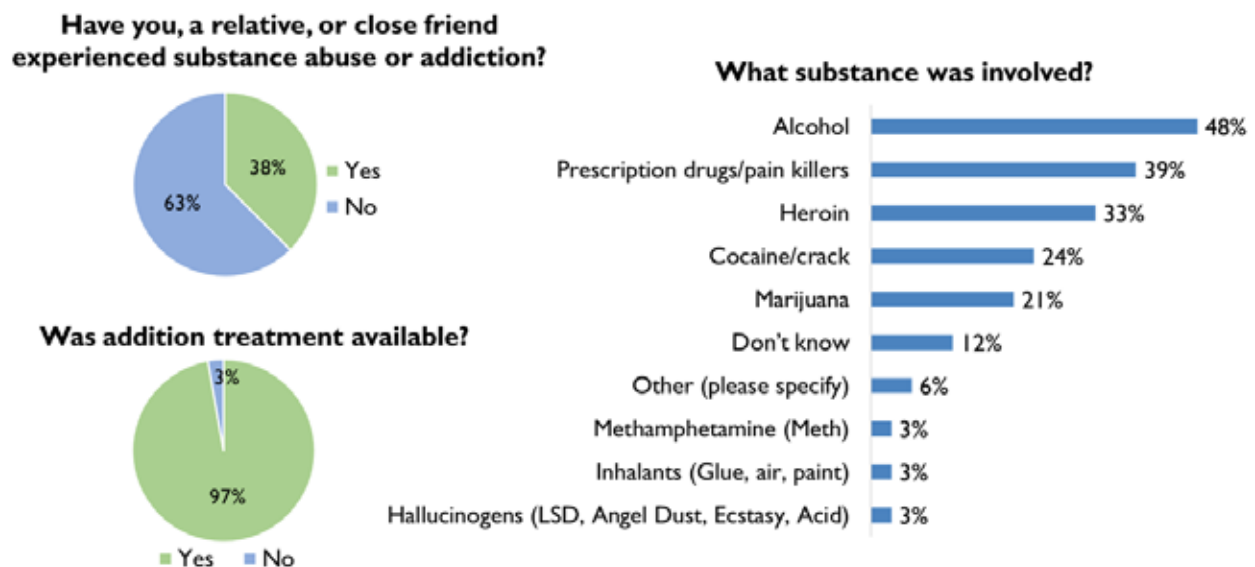 Have you, a relative, or close friend
experienced substance abuse or addiction?
38%
63%
Yes
No
Was addition treatment available?
3%
97%
Yes No
What substance was involved?
Alcohol 48%
Prescription drugs/pain killers 39%
Heroin 33%
Cocaine/crack 24%
Marijuana 21%
Don't know 12%
Other (please specify) 6%
Methamphetamine (Meth) 3%
Inhalants (Glue, air, paint) 3%
Hallucinogens (LSD, Angel Dust, Ecstasy, Acid) 3%